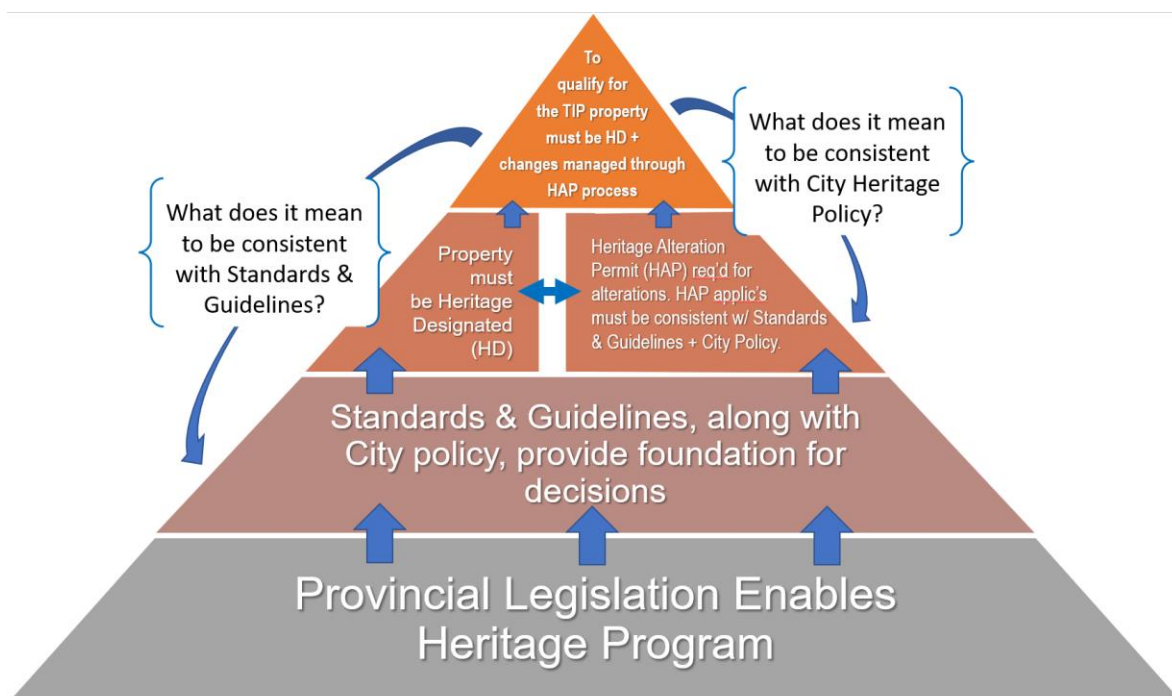 To
qualify for
the TIP property
must be HD +
changes managed through
HAP process
What does it mean
to be consistent
with City Heritage
Policy?
What does it mean
to be consistent
with Standards &
Guidelines?
Property
must
be Heritage
Designated
(HD)
Heritage Alteration
Permit (HAP) req'd for
alterations. HAP applic's
must be consistent w/ Standards
& Guidelines + City Policy.
Standards & Guidelines, along with
City policy, provide foundation for
decisions
Provincial Legislation Enables
Heritage Program